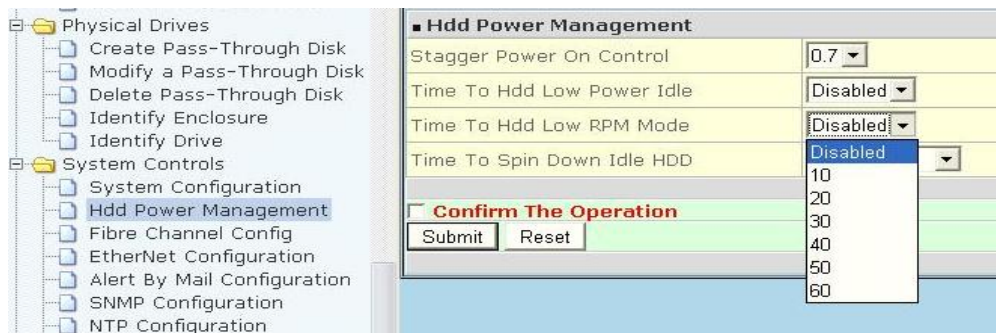 Physical Drives
Create Pass-Through Disk
Modify a Pass-Through Disk
Delete Pass-Through Disk
Identify Enclosure
Identify Drive
System Controls
System Configuration
Hdd Power Management
Fibre Channel Config
EtherNet Configuration
Alert By Mail Configuration
SNMP Configuration
NTP Configuration
Hdd Power Management
Stagger Power On Control 0.7
Time To Hdd Low Power Idle Disabled
Time To Hdd Low RPM Mode Disabled
Time To Spin Down Idle HDD
Disabled
10
20
30
40
50
60
Confirm The Operation
Submit Reset